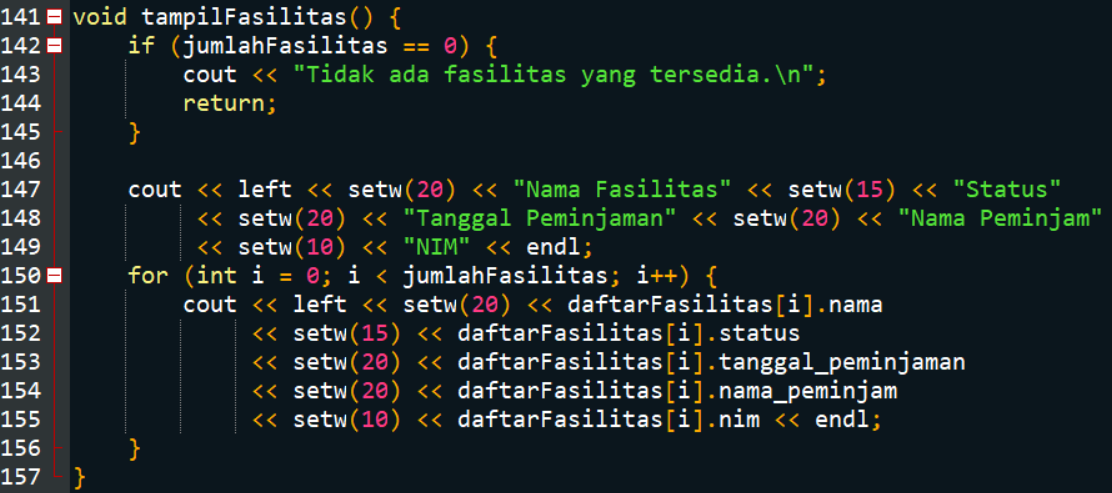 141 void tampilFasilitas() {
142     if (jumlahFasilitas == 0) {
143         cout << "Tidak ada fasilitas yang tersedia.\n";
144         return;
145     }
146
147     cout << left << setw(20) << "Nama Fasilitas" << setw(15) << "Status"
148          << setw(20) << "Tanggal Peminjaman" << setw(20) << "Nama Peminjam"
149          << setw(10) << "NIM" << endl;
150     for (int i = 0; i < jumlahFasilitas; i++) {
151         cout << left << setw(20) << daftarFasilitas[i].nama
152              << setw(15) << daftarFasilitas[i].status
153              << setw(20) << daftarFasilitas[i].tanggal_peminjaman
154              << setw(20) << daftarFasilitas[i].nama_peminjam
155              << setw(10) << daftarFasilitas[i].nim << endl;
156     }
157 }